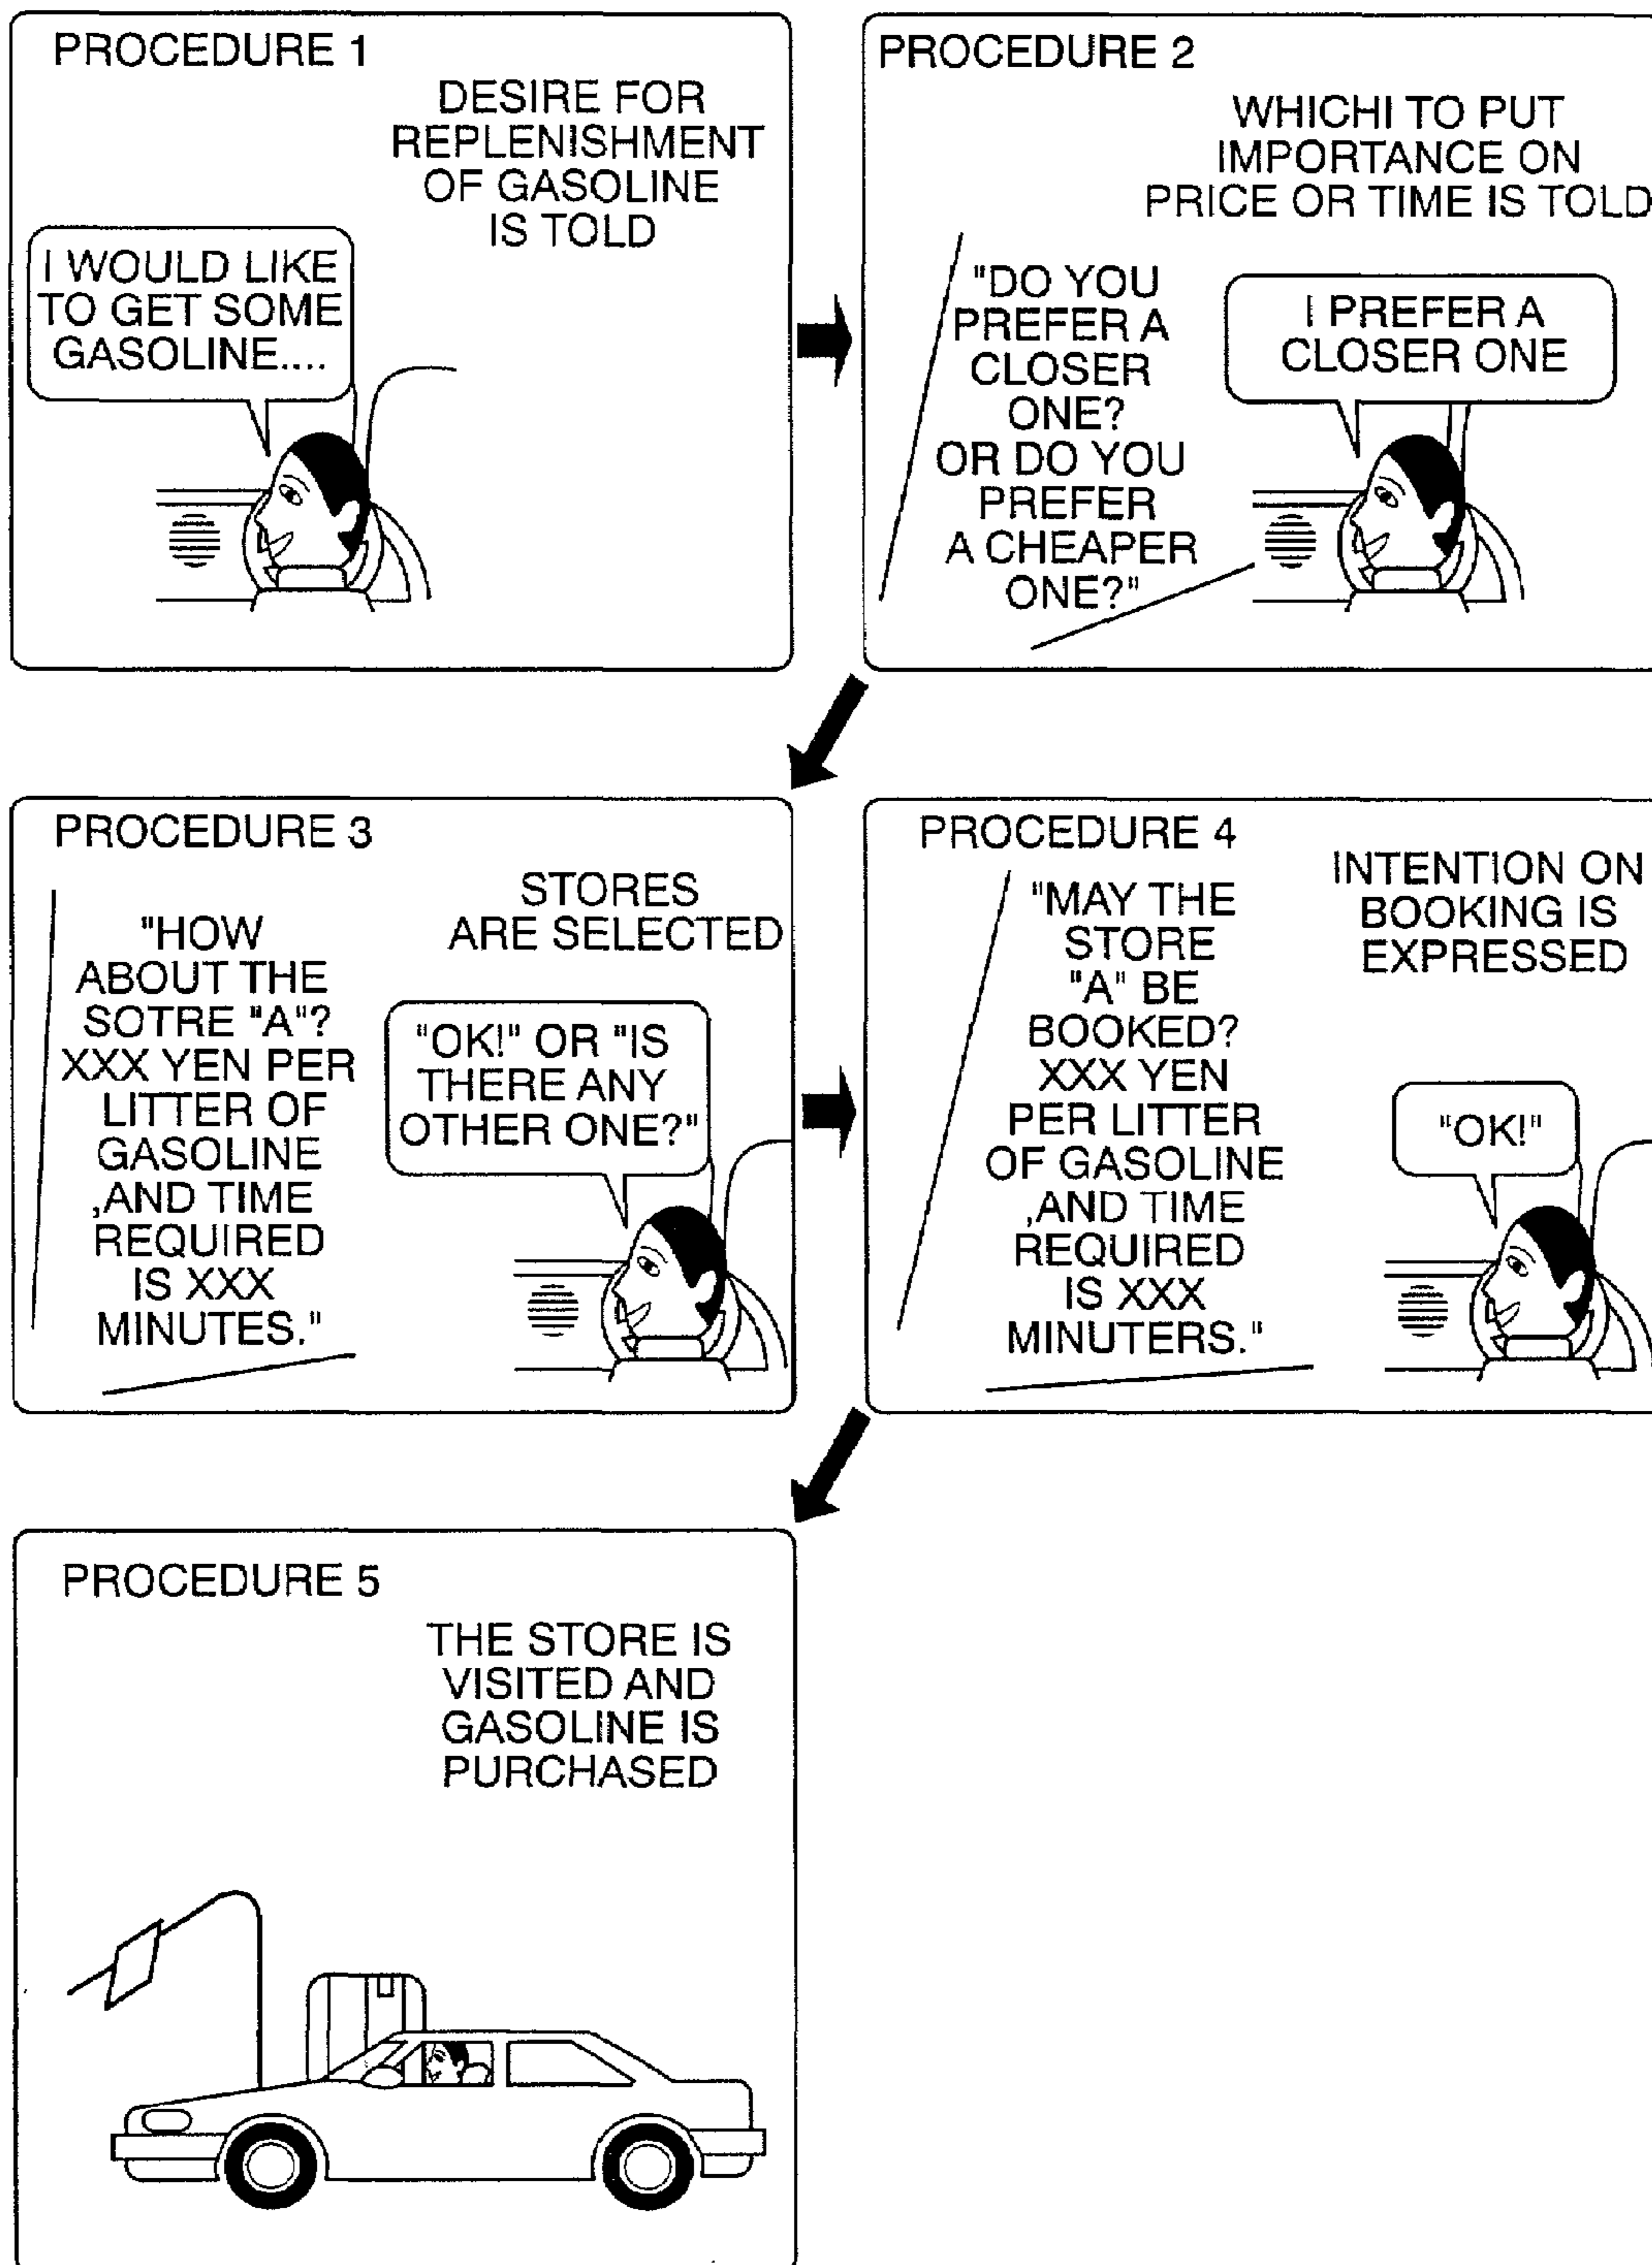 PROCEDURE 1
DESIRE FOR
REPLENISHMENT
OF GASOLINE
IS TOLD
I WOULD LIKE
TO GET SOME
GASOLINE....
PROCEDURE 2
WHICHI TO PUT
IMPORTANCE ON
PRICE OR TIME IS TOLD
"DO YOU
PREFER A
CLOSER
ONE?
OR DO YOU
PREFER
A CHEAPER
ONE?"
I PREFER A
CLOSER ONE
PROCEDURE 3
STORES
ARE SELECTED
"HOW
ABOUT THE
SOTRE "A"?
XXX YEN PER
LITTER OF
GASOLINE
,AND TIME
REQUIRED
IS XXX
MINUTES."
"OK!" OR "IS
THERE ANY
OTHER ONE?"
PROCEDURE 4
INTENTION ON
BOOKING IS
EXPRESSED
"MAY THE
STORE
"A" BE
BOOKED?
XXX YEN
PER LITTER
OF GASOLINE
,AND TIME
REQUIRED
IS XXX
MINUTERS."
"OK!"
PROCEDURE 5
THE STORE IS
VISITED AND
GASOLINE IS
PURCHASED